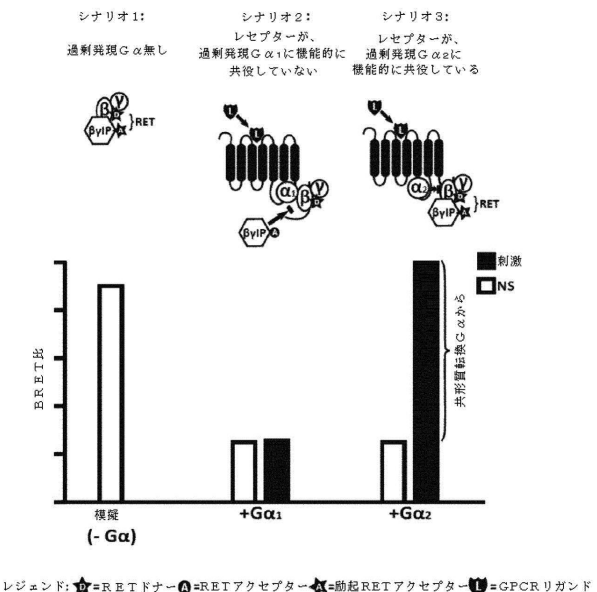 シナリオ1:
過剰発現Gα無し
シナリオ2:
レセプターが、
過剰発現Gα1に機能的に
共役していない
シナリオ3:
レセプターが、
過剰発現Gα2に
機能的に共役している
β
γ
D
βγIP
A
}RET
L
L
α1
β
γ
D
βγIP
A
L
L
α2
β
γ
D
βγIP
A
}RET
刺激
NS
共形質転換Gαから
BRET比
模擬
(- Gα)
+Gα1
+Gα2
レジェンド: D=RETドナー A=RETアクセプター A=励起RETアクセプター L=GPCRリガンド